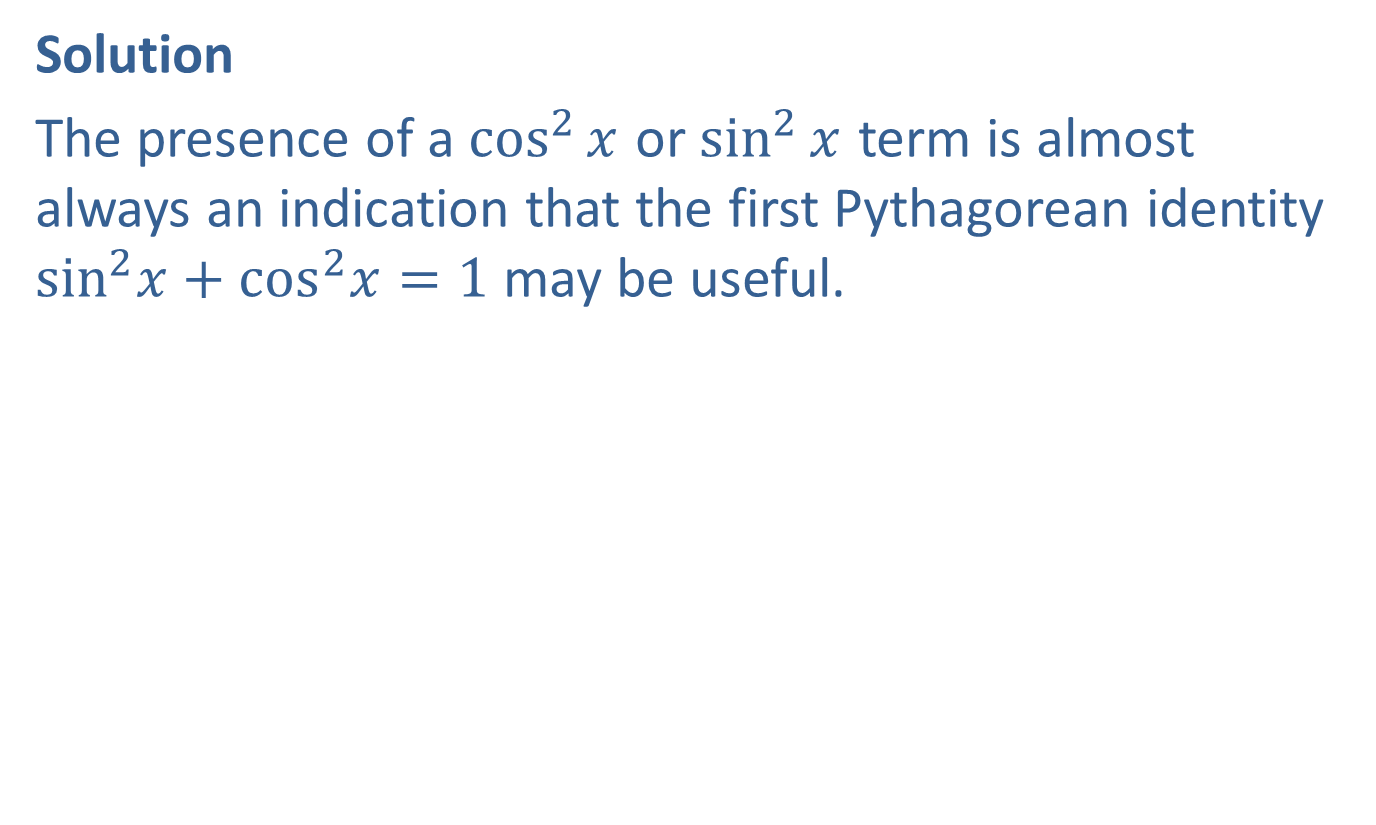 Solution
The presence of a cos² x or sin² x term is almost
always an indication that the first Pythagorean identity
sin²x + cos²x = 1 may be useful.